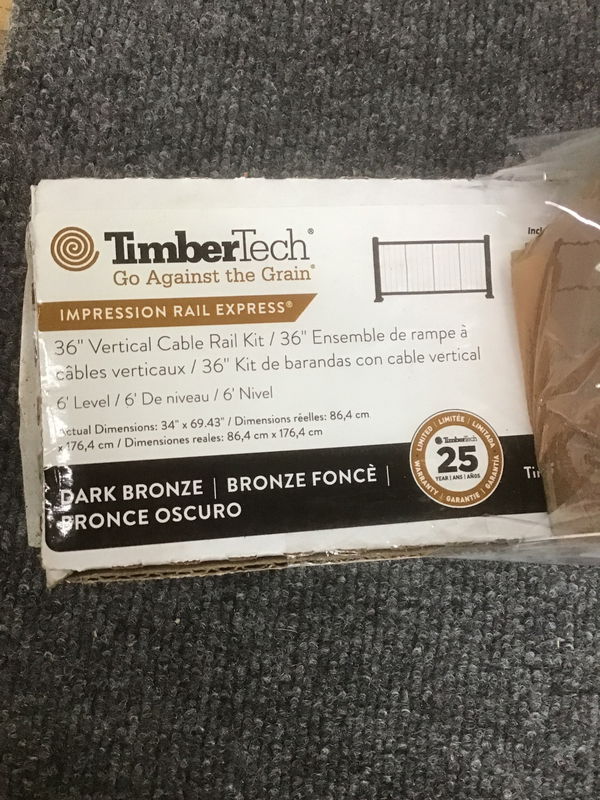 TimberTech®
Go Against the Grain®
IMPRESSION RAIL EXPRESS®
36" Vertical Cable Rail Kit / 36" Ensemble de rampe à
câbles verticaux / 36" Kit de barandas con cable vertical
6' Level / 6' De niveau / 6' Nivel
Actual Dimensions: 34" x 69.43" / Dimensions réelles: 86,4 cm
x 176,4 cm / Dimensiones reales: 86,4 cm x 176,4 cm
LIMITED | LIMITÉE | LIMITADA
TimberTech
25
YEAR | ANS | AÑOS
WARRANTY | GARANTIE | GARANTÍA
DARK BRONZE | BRONZE FONCÈ |
BRONCE OSCURO